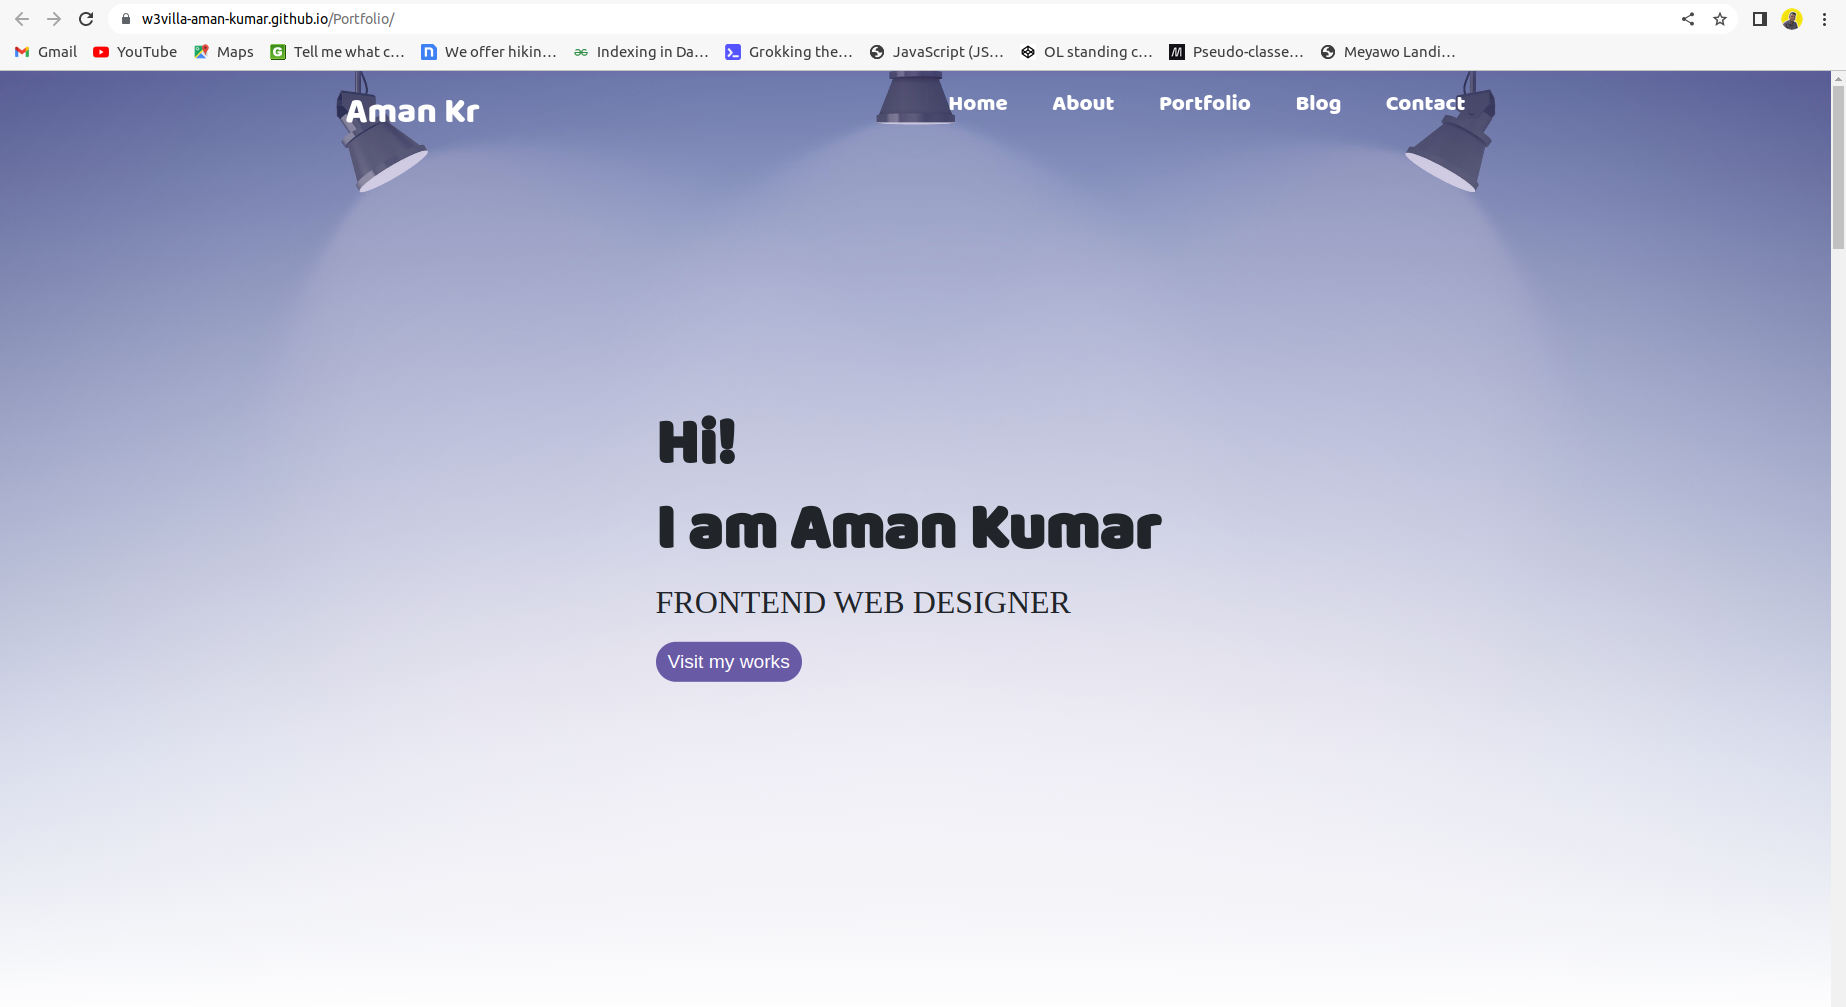 w3villa-aman-kumar.github.io/Portfolio/
Gmail YouTube Maps Tell me what c... We offer hikin... Indexing in Da... Grokking the... JavaScript (JS... OL standing c... Pseudo-classe... Meyawo Landi...
Aman Kr Home About Portfolio Blog Contact
Hi!
I am Aman Kumar
FRONTEND WEB DESIGNER
Visit my works